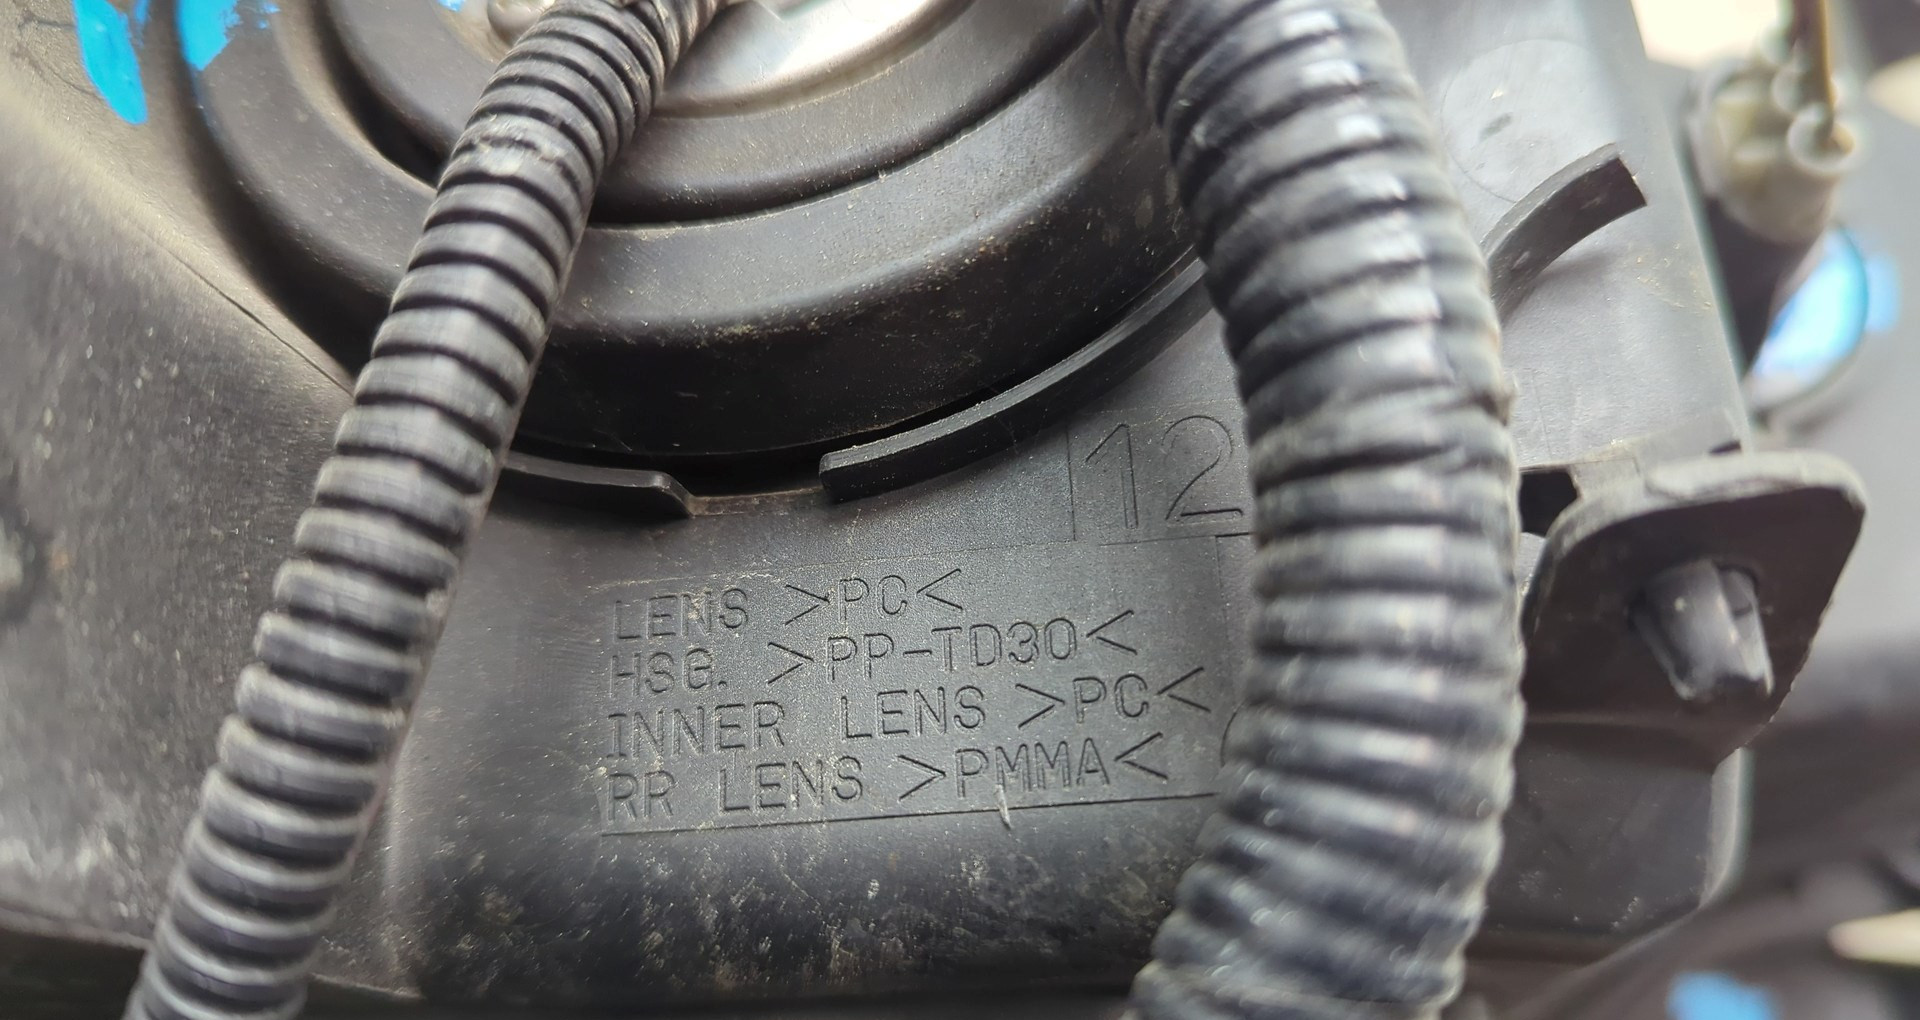 12
LENS >PC<
HSG. >PP-TD30<
INNER LENS >PC<
RR LENS >PMMA<